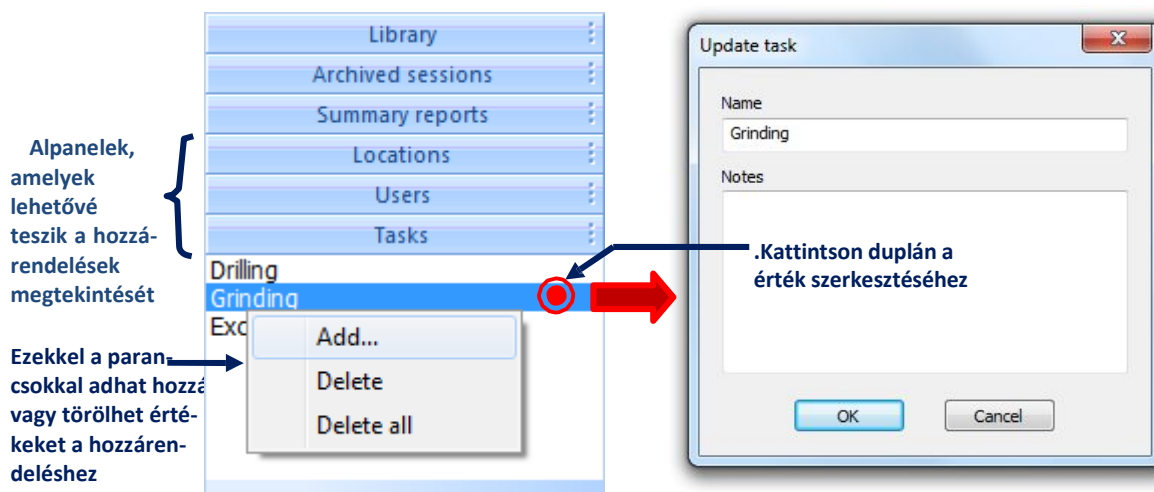 Library
Archived sessions
Summary reports
Locations
Users
Tasks
Drilling
Grinding
Exc
Add...
Delete
Delete all
Alpanelek,
amelyek
lehetővé
teszik a hozzá-
rendelések
megtekintését
Ezekkel a paran-
csokkal adhat hozzá
vagy törölhet érté-
keket a hozzáren-
deléshez
Update task
Name
Grinding
Notes
.Kattintson duplán a
érték szerkesztéséhez
OK
Cancel